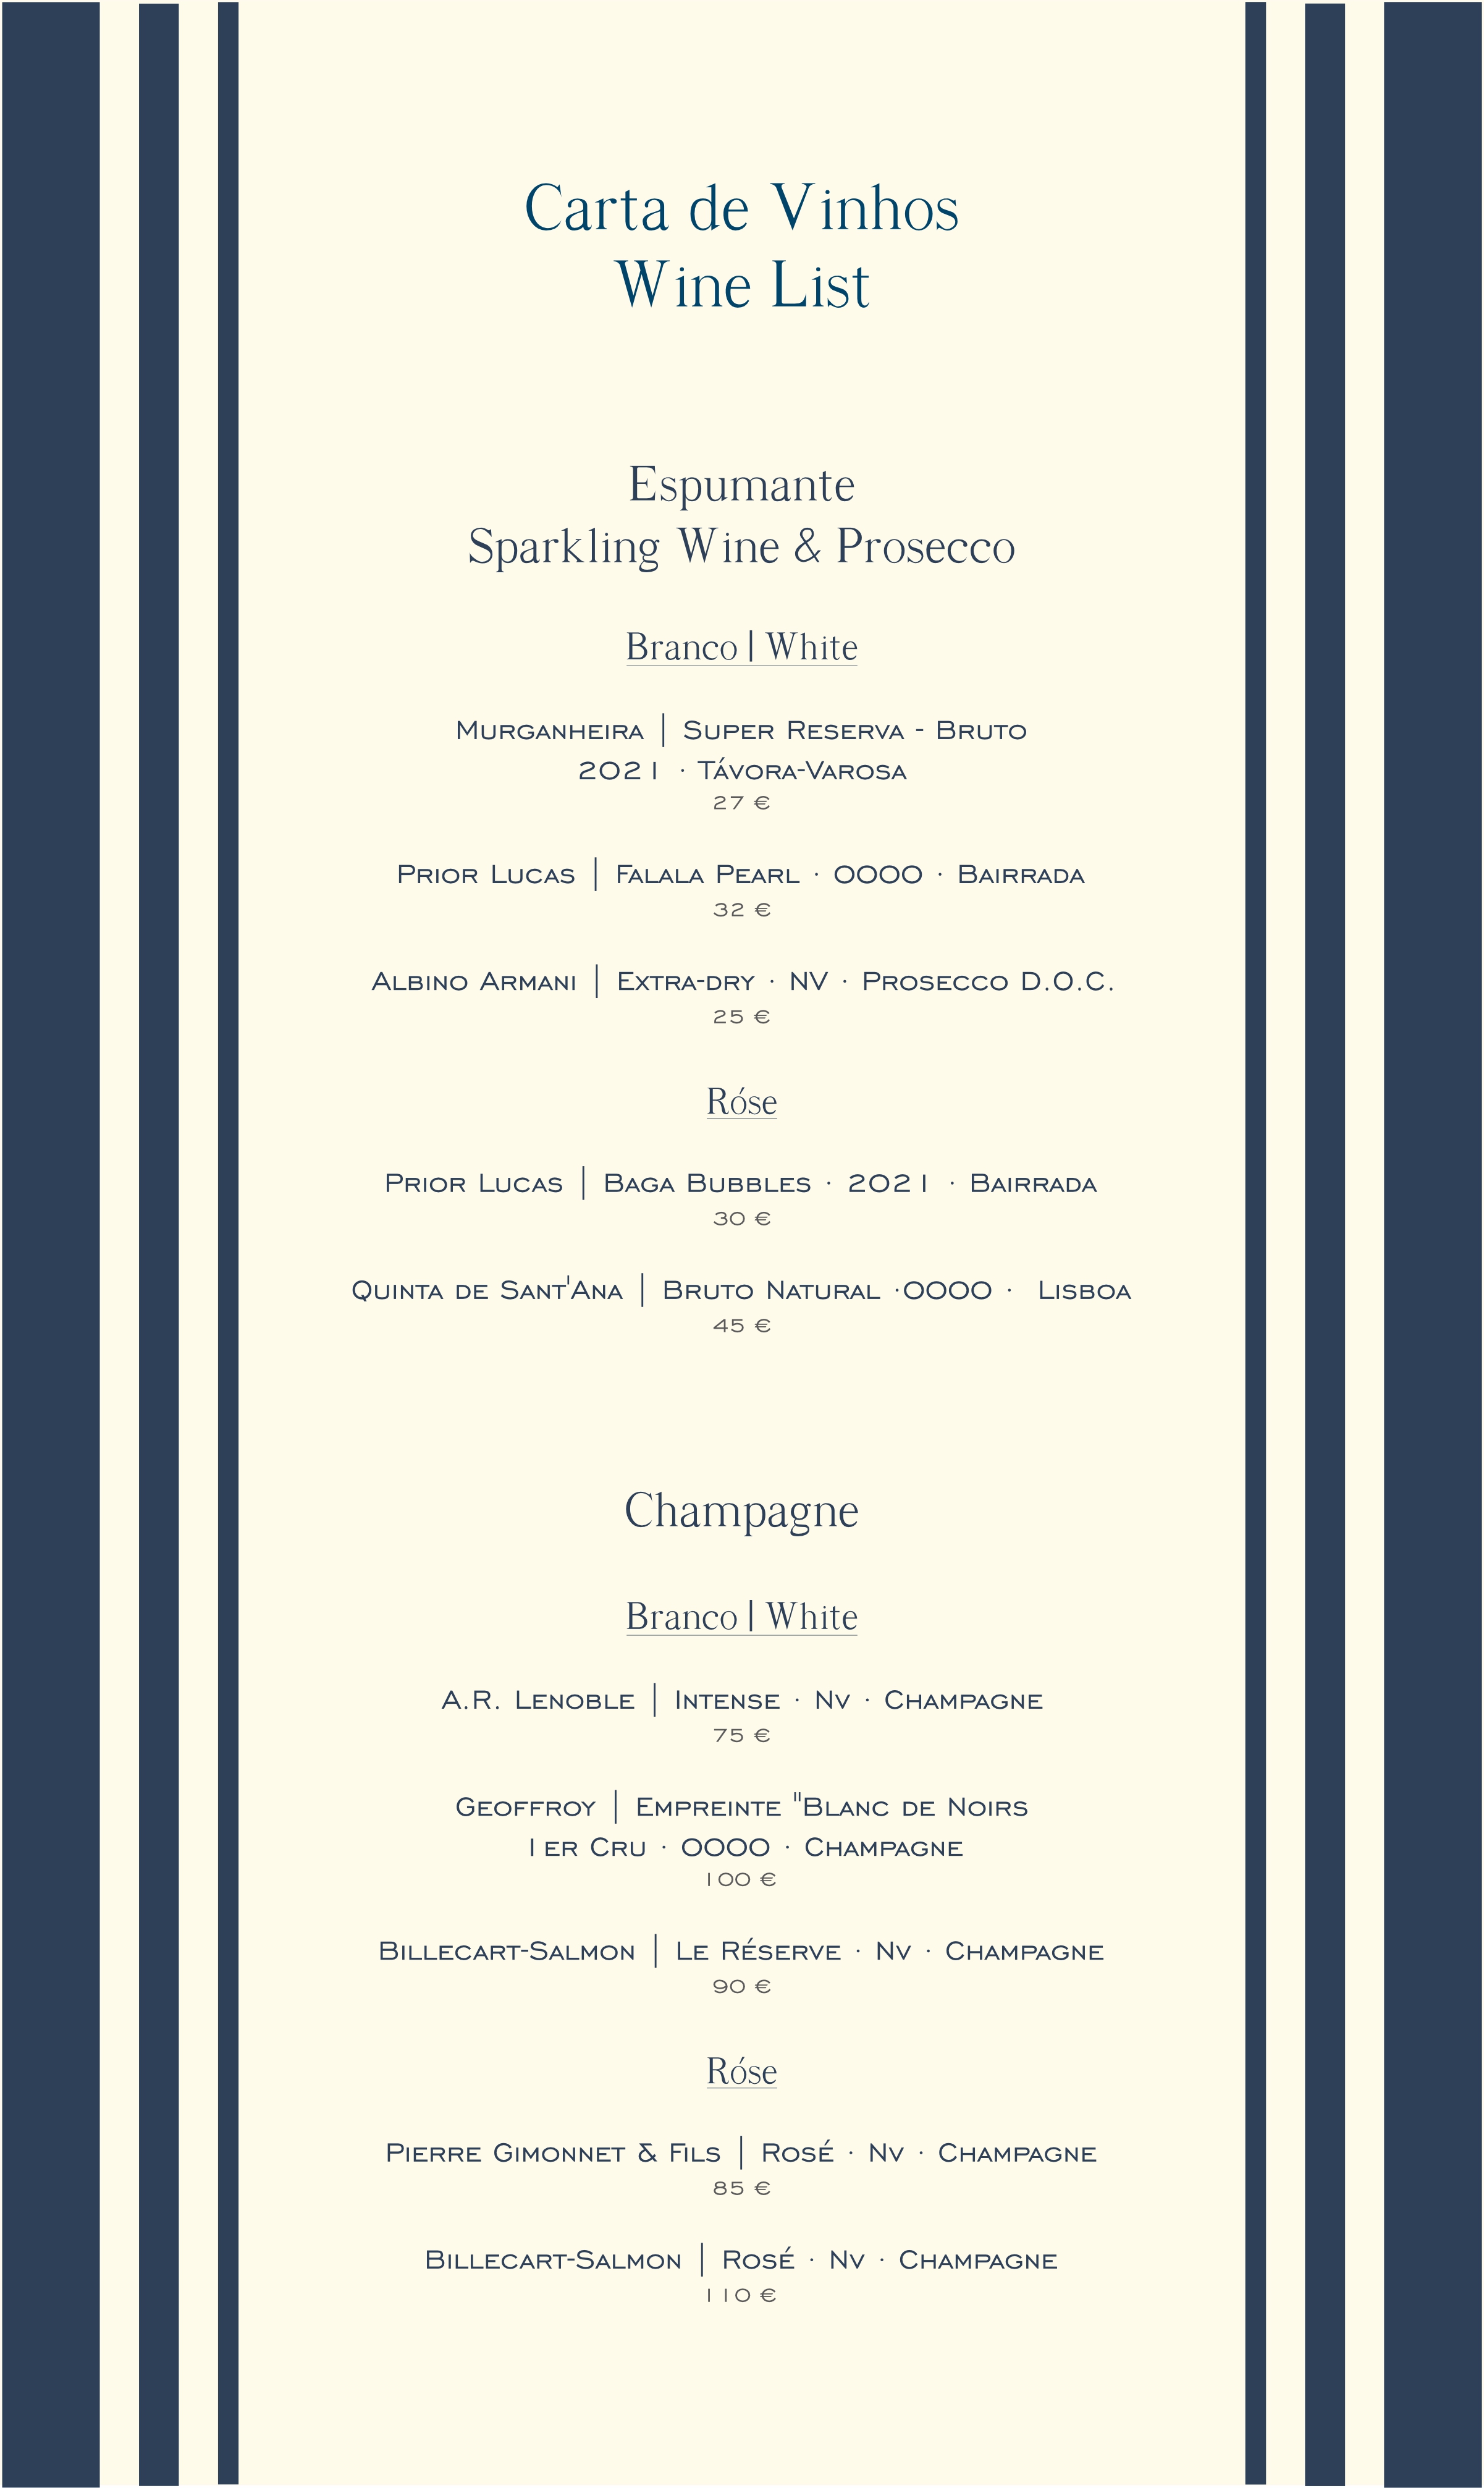 Carta de Vinhos
Wine List
Espumante
Sparkling Wine & Prosecco
Branco | White
Murganheira | Super Reserva - Bruto
2021 · Távora-Varosa
27 €
Prior Lucas | Falala Pearl · 0000 · Bairrada
32 €
Albino Armani | Extra-dry · NV · Prosecco D.O.C.
25 €
Róse
Prior Lucas | Baga Bubbles · 2021 · Bairrada
30 €
Quinta de Sant'Ana | Bruto Natural ·0000 · Lisboa
45 €
Champagne
Branco | White
A.R. Lenoble | Intense · Nv · Champagne
75 €
Geoffroy | Empreinte "Blanc de Noirs
1er Cru · 0000 · Champagne
100 €
Billecart-Salmon | Le Réserve · Nv · Champagne
90 €
Róse
Pierre Gimonnet & Fils | Rosé · Nv · Champagne
85 €
Billecart-Salmon | Rosé · Nv · Champagne
110 €